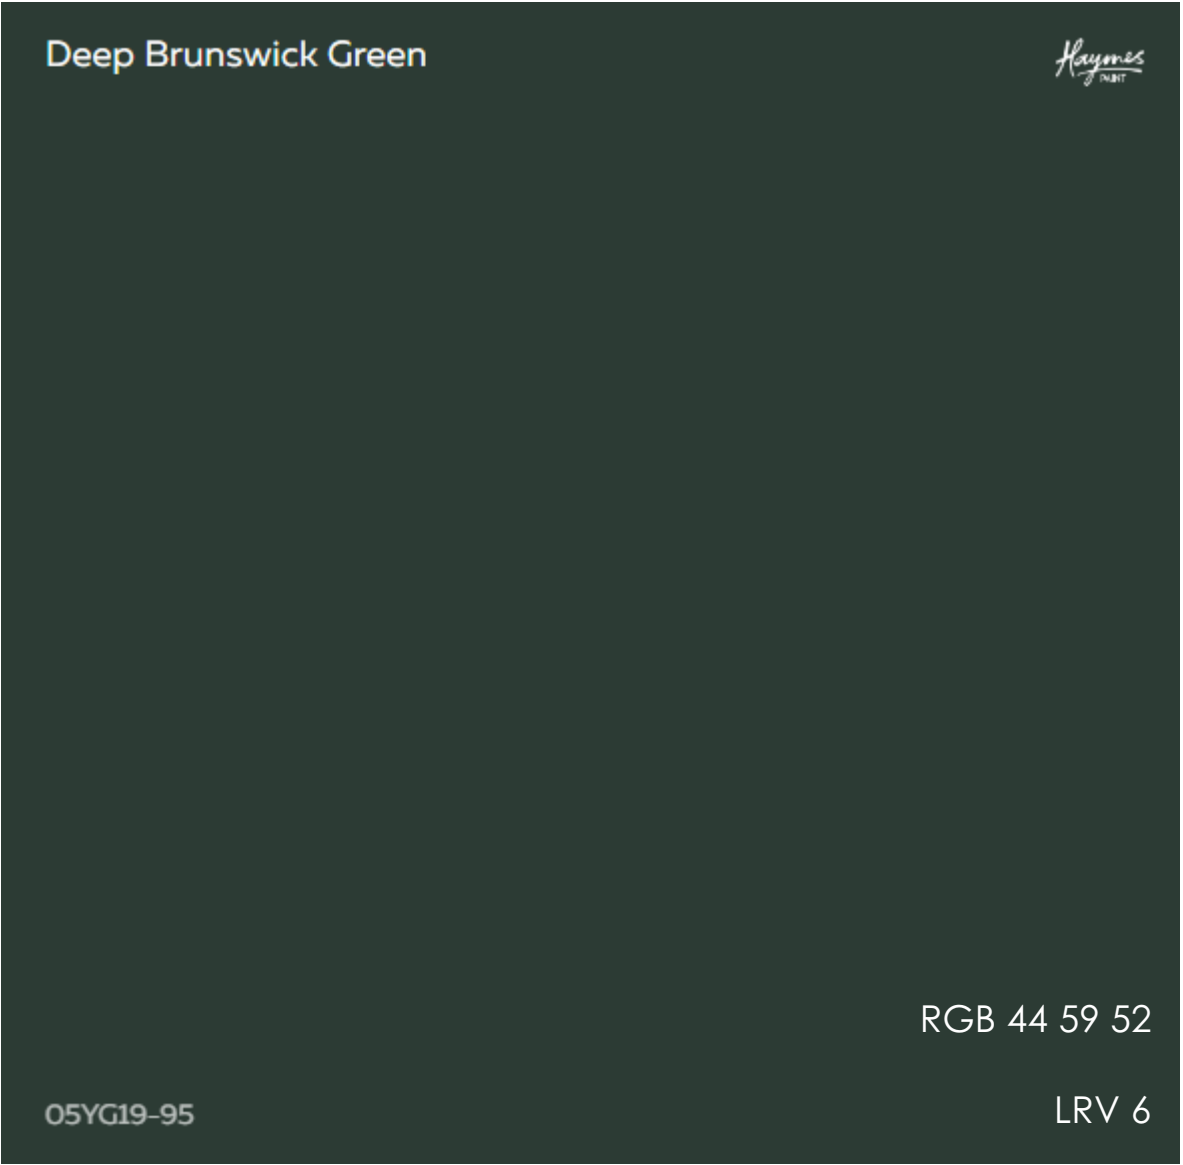 Deep Brunswick Green
Haymes
PAINT
RGB 44 59 52
05YG19-95
LRV 6